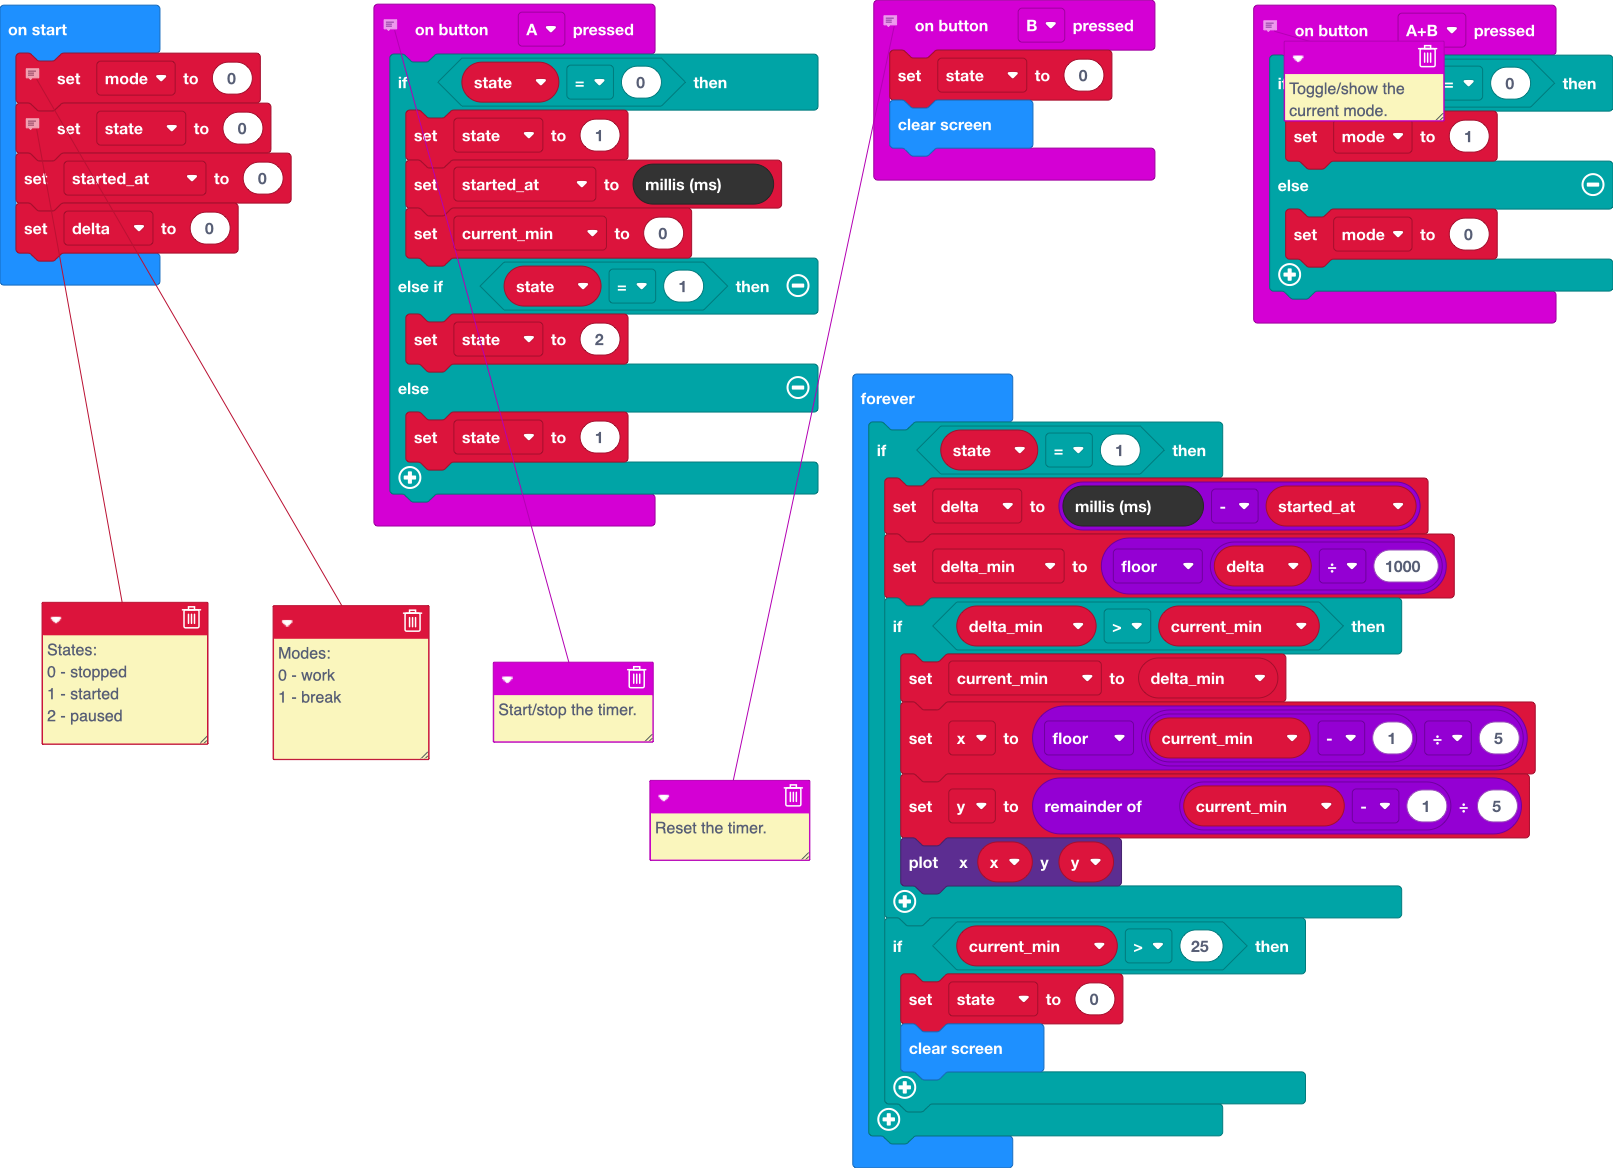 on start
set mode to 0
set state to 0
set started_at to 0
set delta to 0
on button A pressed
if state = 0 then
set state to 1
set started_at to millis (ms)
set current_min to 0
else if state = 1 then
set state to 2
else
set state to 1
on button B pressed
set state to 0
clear screen
on button A+B pressed
if = 0 then
Toggle/show the
current mode.
set mode to 1
else
set mode to 0
States:
0 - stopped
1 - started
2 - paused
Modes:
0 - work
1 - break
Start/stop the timer.
Reset the timer.
forever
if state = 1 then
set delta to millis (ms) - started_at
set delta_min to floor delta ÷ 1000
if delta_min > current_min then
set current_min to delta_min
set x to floor current_min - 1 ÷ 5
set y to remainder of current_min - 1 ÷ 5
plot x x y y
if current_min > 25 then
set state to 0
clear screen